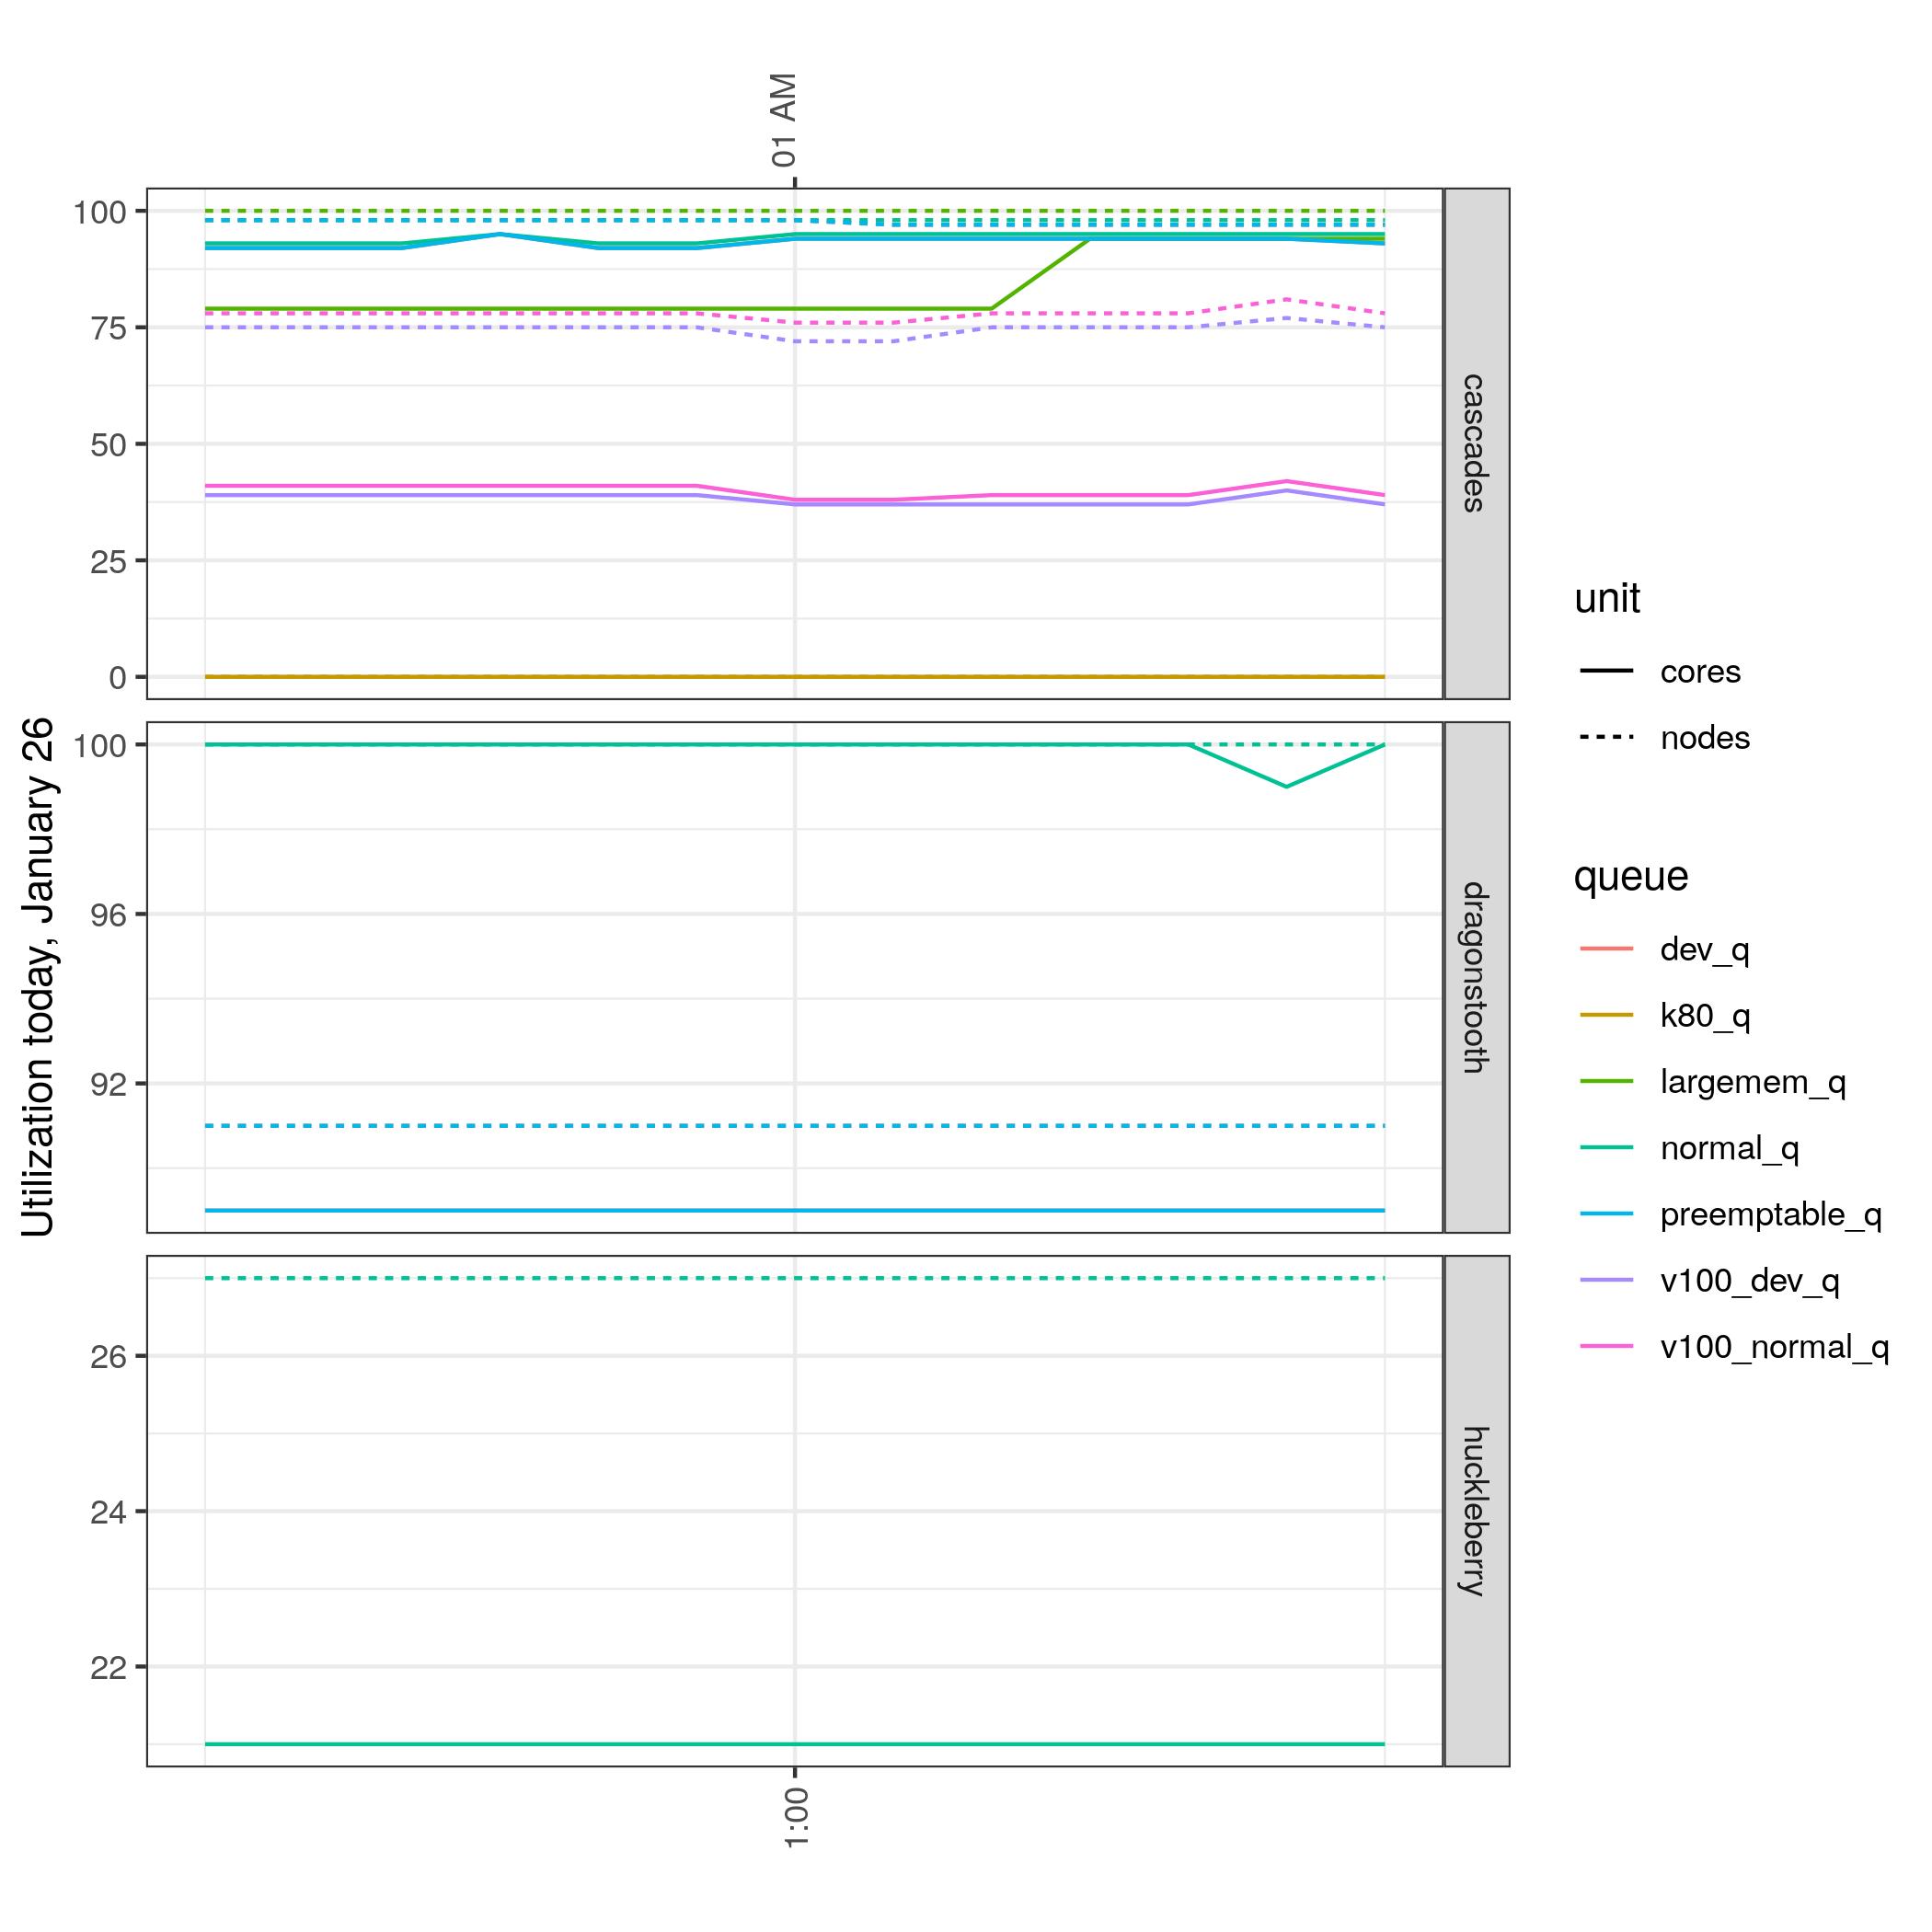 01 AM
Utilization today, January 26
100
75
50
25
0
cascades
100
96
92
dragonstooth
26
24
22
huckleberry
1:00
unit
cores
nodes
queue
dev_q
k80_q
largemem_q
normal_q
preemptable_q
v100_dev_q
v100_normal_q